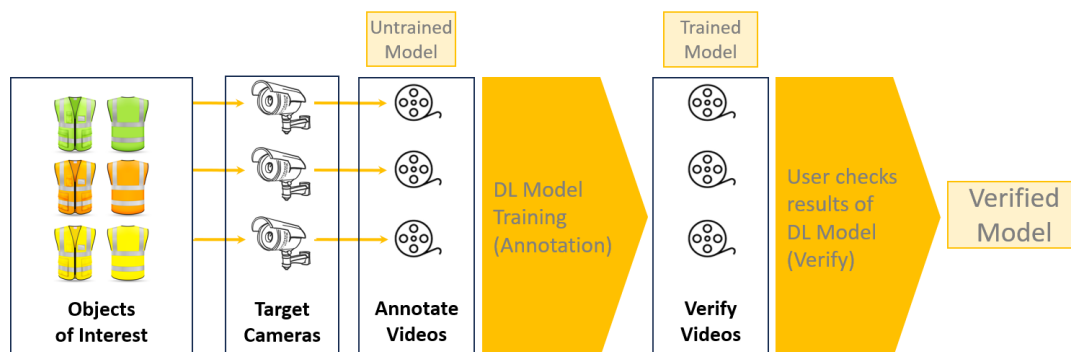 Untrained
Model
Trained
Model
DL Model
Training
(Annotation)
User checks
results of
DL Model
(Verify)
Verified
Model
Objects
of Interest
Target
Cameras
Annotate
Videos
Verify
Videos